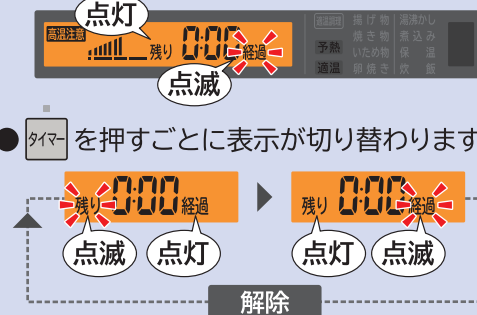 点灯
高温注意 残り 0:00 経過
点滅
適温調理 揚げ物 湯沸かし
焼き物 煮込み
予熱 いため物 保温
適温 卵焼き 炊飯
● タイマー を押すごとに表示が切り替わります
残り 0:00 経過 残り 0:00 経過
点滅 点灯 点灯 点滅
解除